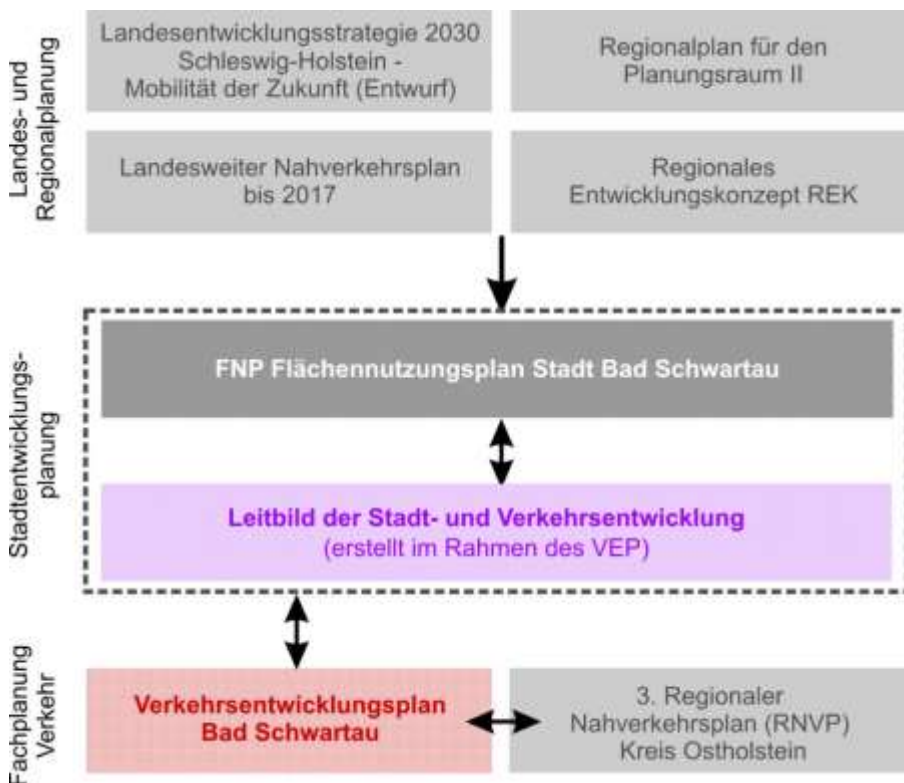 Landes- und
Regionalplanung
Landesentwicklungsstrategie 2030
Schleswig-Holstein -
Mobilität der Zukunft (Entwurf)
Regionalplan für den
Planungsraum II
Landesweiter Nahverkehrsplan
bis 2017
Regionales
Entwicklungskonzept REK
Stadtentwicklungs-
planung
FNP Flächennutzungsplan Stadt Bad Schwartau
Leitbild der Stadt- und Verkehrsentwicklung
(erstellt im Rahmen des VEP)
Fachplanung
Verkehr
Verkehrsentwicklungsplan
Bad Schwartau
3. Regionaler
Nahverkehrsplan (RNVP)
Kreis Ostholstein